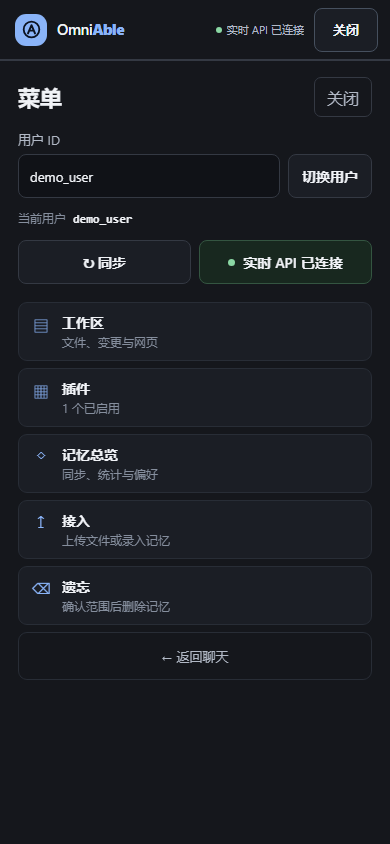 OmniAble
实时 API 已连接
关闭
菜单
关闭
用户 ID
demo_user
切换用户
当前用户 demo_user
↻ 同步
实时 API 已连接
工作区
文件、变更与网页
插件
1 个已启用
记忆总览
同步、统计与偏好
接入
上传文件或录入记忆
遗忘
确认范围后删除记忆
← 返回聊天